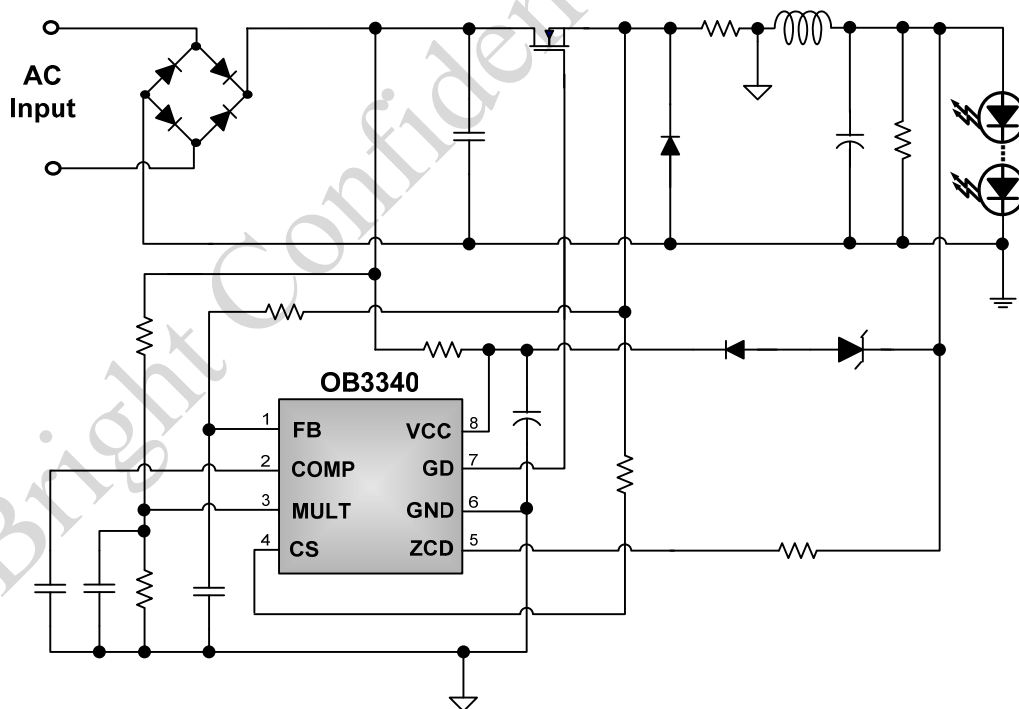 AC
Input
OB3340
1 FB
2 COMP
3 MULT
4 CS
VCC 8
GD 7
GND 6
ZCD 5
Bright Confiden